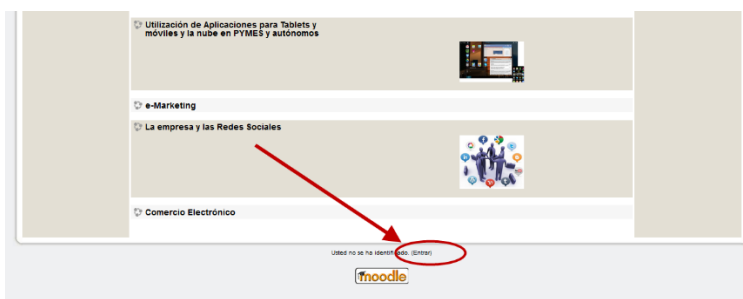 Utilización de Aplicaciones para Tablets y
móviles y la nube en PYMES y autónomos
e-Marketing
La empresa y las Redes Sociales
Comercio Electrónico
Usted no se ha identificado. (Entrar)
moodle